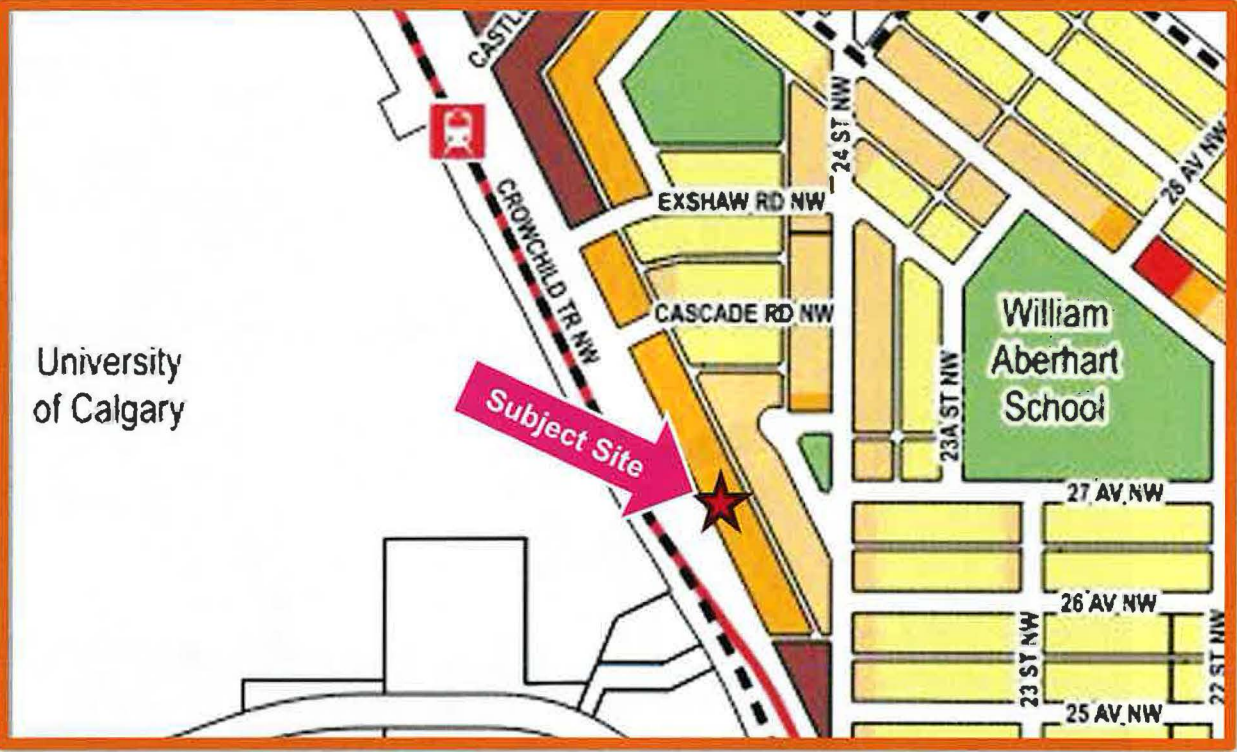 CASTL
24 ST NW
28 AV NW
EXSHAW RD NW
CROWCHILD TR NW
CASCADE RD NW
William
Aberhart
School
University
of Calgary
Subject Site
23A ST NW
27 AV NW
26 AV NW
23 ST NW
22 ST NW
25 AV NW